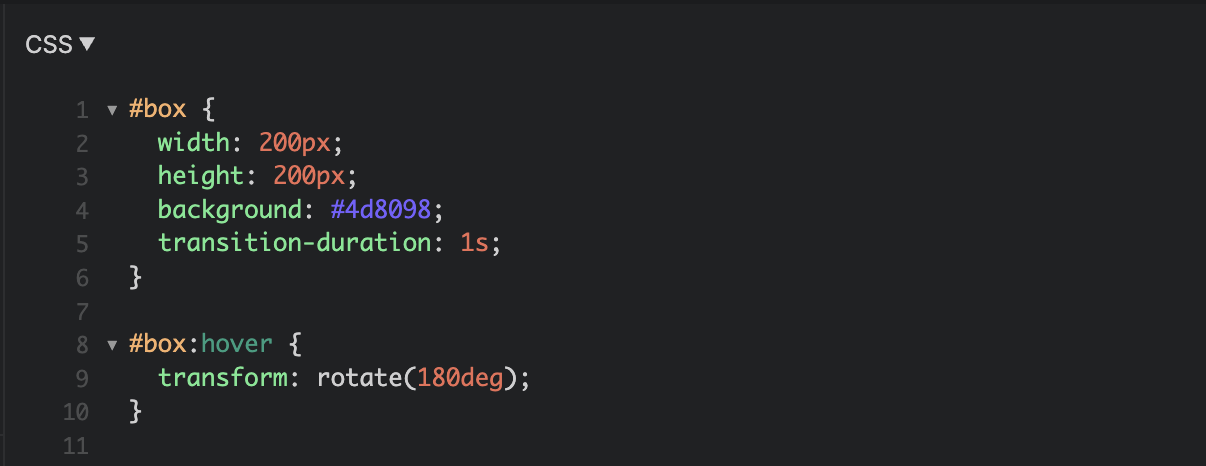 CSS ▼
1 ▼ #box {
2 width: 200px;
3 height: 200px;
4 background: #4d8098;
5 transition-duration: 1s;
6 }
7
8 ▼ #box:hover {
9 transform: rotate(180deg);
10 }
11